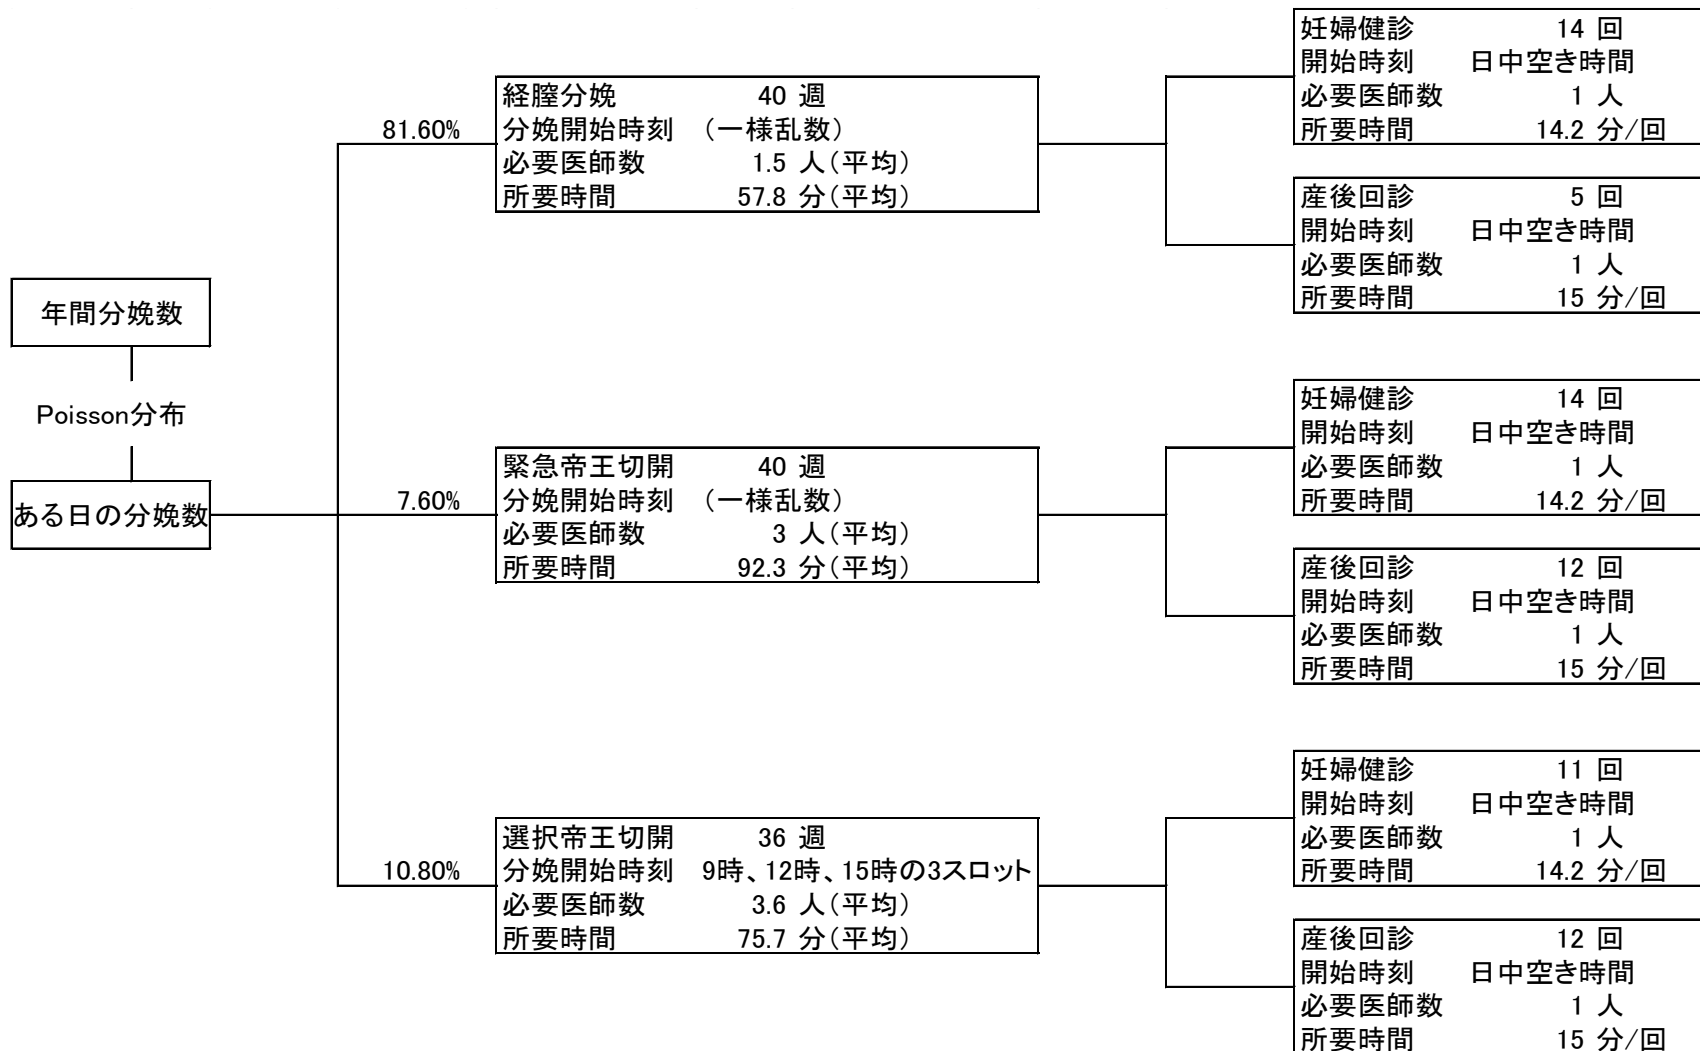 年間分娩数
Poisson分布
ある日の分娩数
81.60%
経膣分娩 40 週
分娩開始時刻 (一様乱数)
必要医師数 1.5 人(平均)
所要時間 57.8 分(平均)
妊婦健診 14 回
開始時刻 日中空き時間
必要医師数 1 人
所要時間 14.2 分/回
産後回診 5 回
開始時刻 日中空き時間
必要医師数 1 人
所要時間 15 分/回
7.60%
緊急帝王切開 40 週
分娩開始時刻 (一様乱数)
必要医師数 3 人(平均)
所要時間 92.3 分(平均)
妊婦健診 14 回
開始時刻 日中空き時間
必要医師数 1 人
所要時間 14.2 分/回
産後回診 12 回
開始時刻 日中空き時間
必要医師数 1 人
所要時間 15 分/回
10.80%
選択帝王切開 36 週
分娩開始時刻 9時、12時、15時の3スロット
必要医師数 3.6 人(平均)
所要時間 75.7 分(平均)
妊婦健診 11 回
開始時刻 日中空き時間
必要医師数 1 人
所要時間 14.2 分/回
産後回診 12 回
開始時刻 日中空き時間
必要医師数 1 人
所要時間 15 分/回